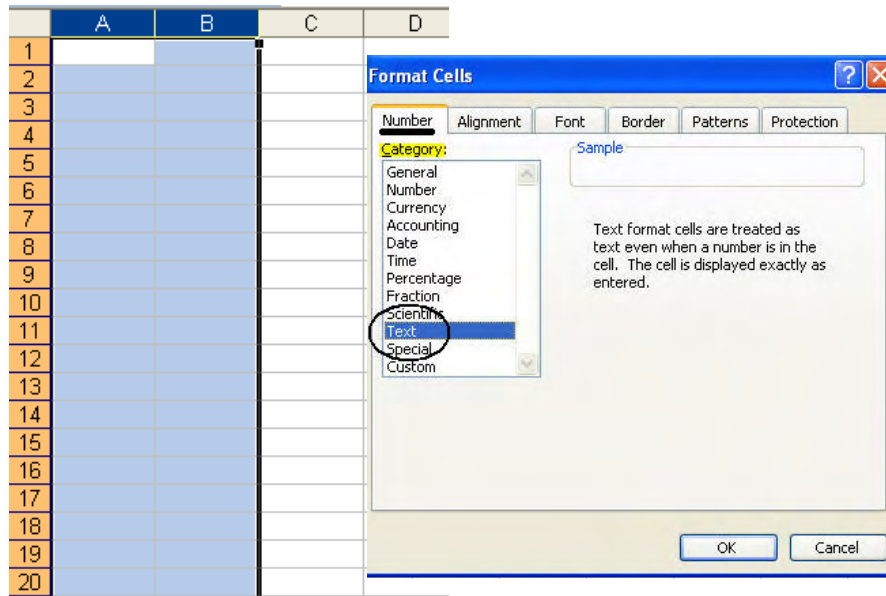 A B C D
1
2
3
4
5
6
7
8
9
10
11
12
13
14
15
16
17
18
19
20
Format Cells
Number Alignment Font Border Patterns Protection
Category:
General
Number
Currency
Accounting
Date
Time
Percentage
Fraction
Scientific
Text
Special
Custom
Sample
Text format cells are treated as
text even when a number is in the
cell. The cell is displayed exactly as
entered.
OK Cancel